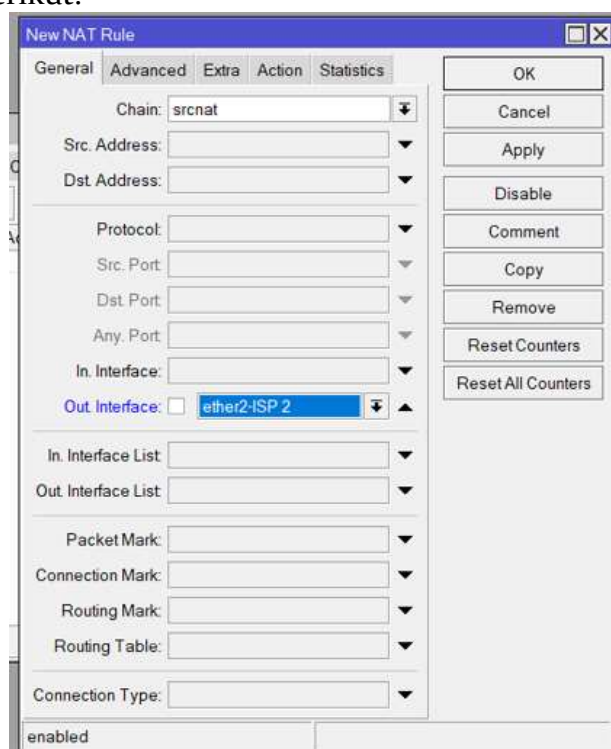 New NAT Rule
General Advanced Extra Action Statistics
Chain: srcnat
Src. Address:
Dst. Address:
Protocol:
Src. Port:
Dst. Port:
Any. Port:
In. Interface:
Out. Interface: ether2-ISP 2
In. Interface List:
Out. Interface List:
Packet Mark:
Connection Mark:
Routing Mark:
Routing Table:
Connection Type:
enabled
OK
Cancel
Apply
Disable
Comment
Copy
Remove
Reset Counters
Reset All Counters